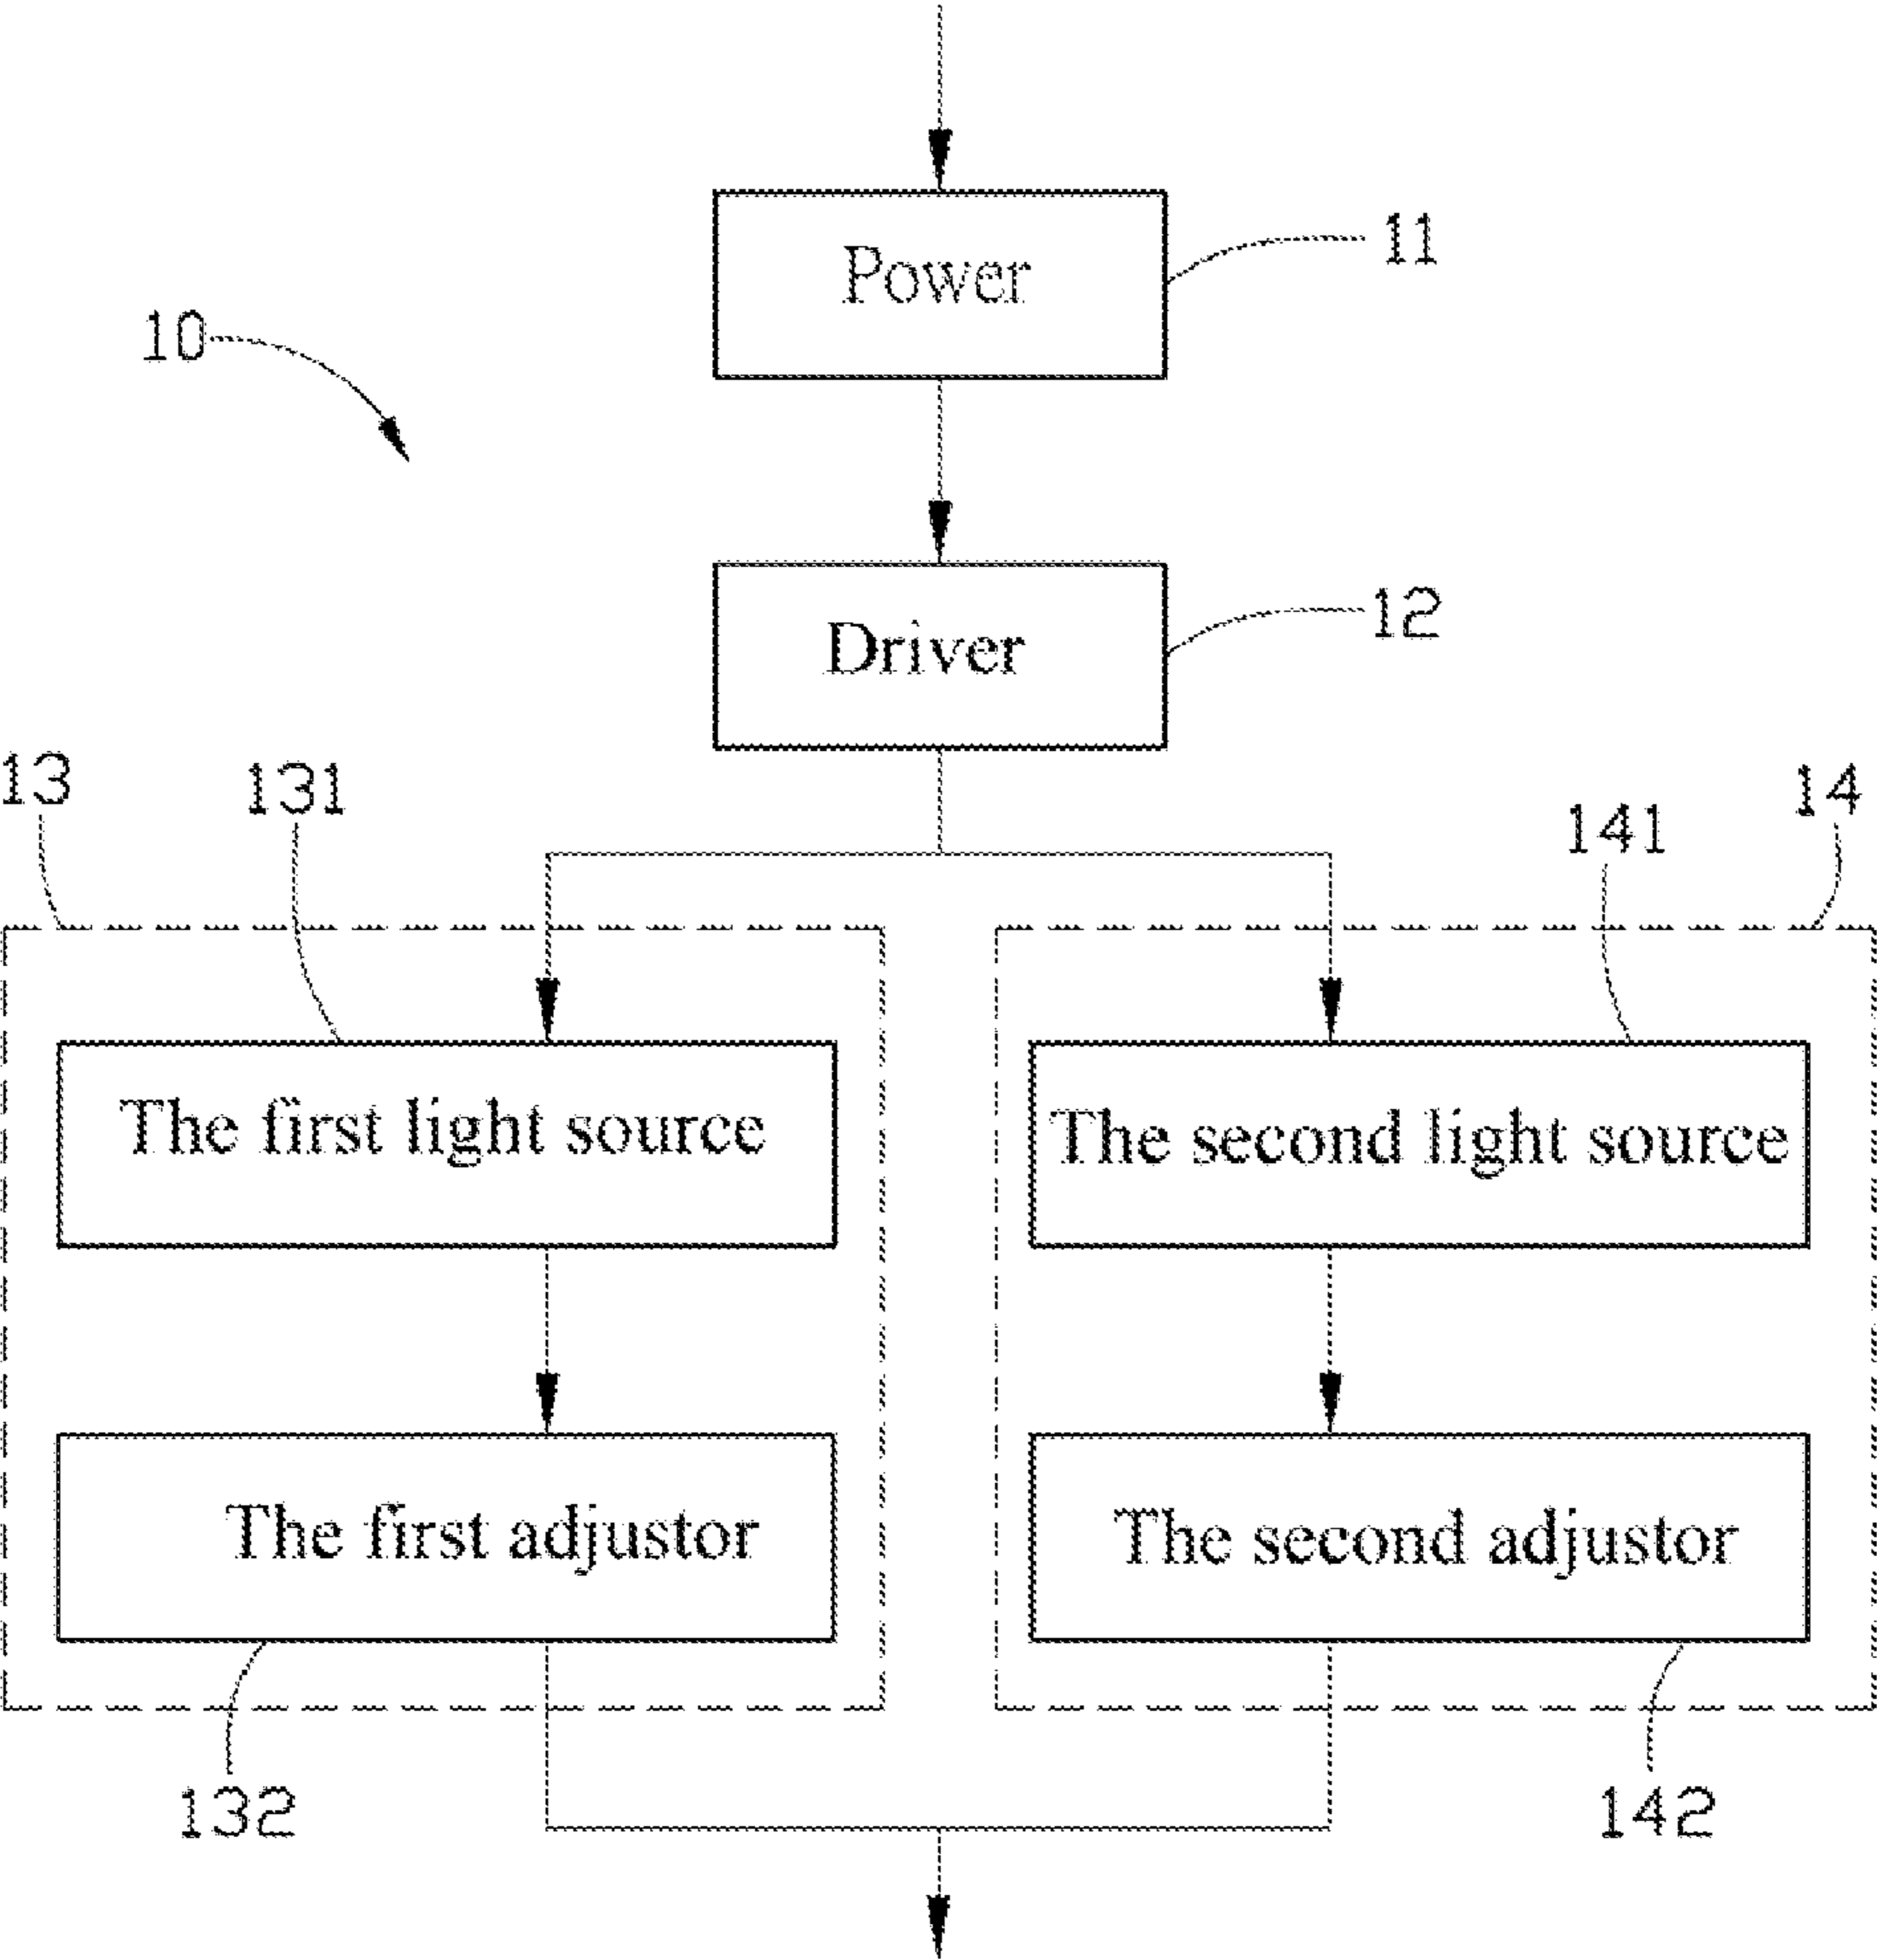 Power
11
10
Driver
12
13
131
14
141
The first light source
The second light source
The first adjustor
The second adjustor
132
142